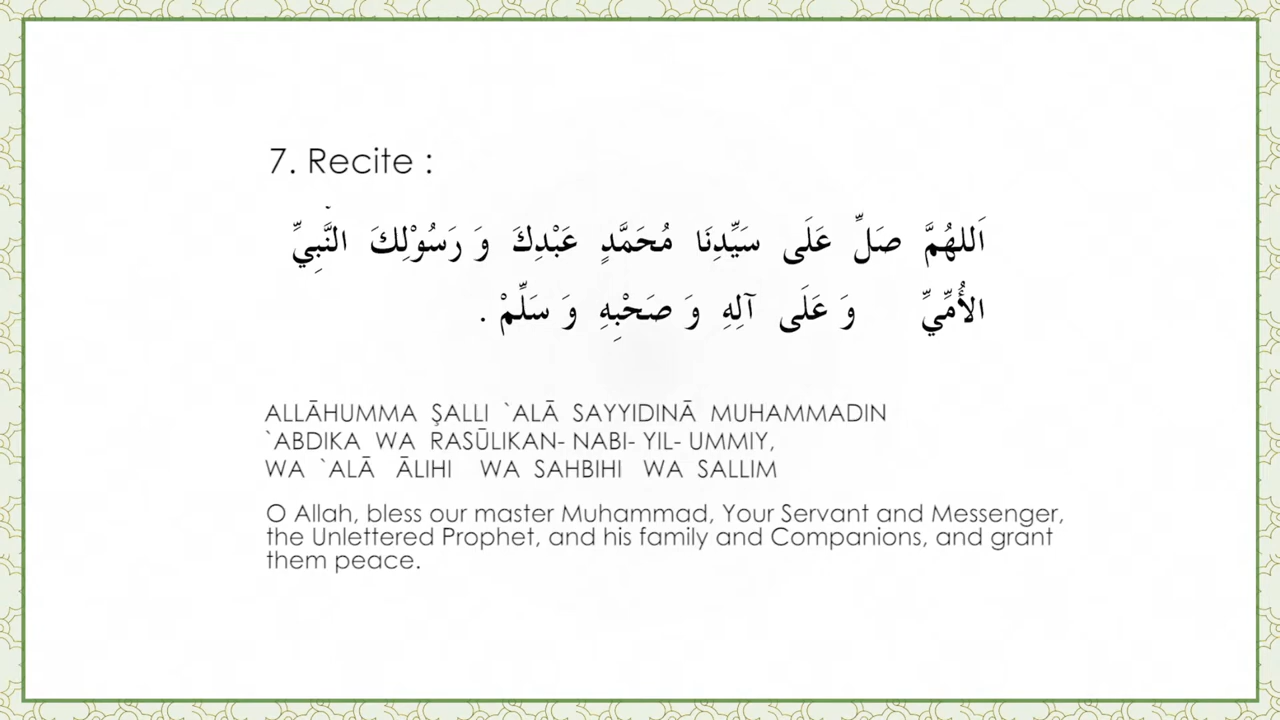 7. Recite :
اَللهُمَّ صَلِّ عَلَى سَيِّدِنَا مُحَمَّدٍ عَبْدِكَ وَ رَسُوْلِكَ النَّبِيِّ
الأُمِّيِّ وَ عَلَى آلِهِ وَ صَحْبِهِ وَ سَلِّمْ .
ALLĀHUMMA ŞALLI `ALĀ SAYYIDINĀ MUHAMMADIN
`ABDIKA WA RASŪLIKAN- NABI- YIL- UMMIY,
WA `ALĀ ĀLIHI WA SAHBIHI WA SALLIM
O Allah, bless our master Muhammad, Your Servant and Messenger,
the Unlettered Prophet, and his family and Companions, and grant
them peace.